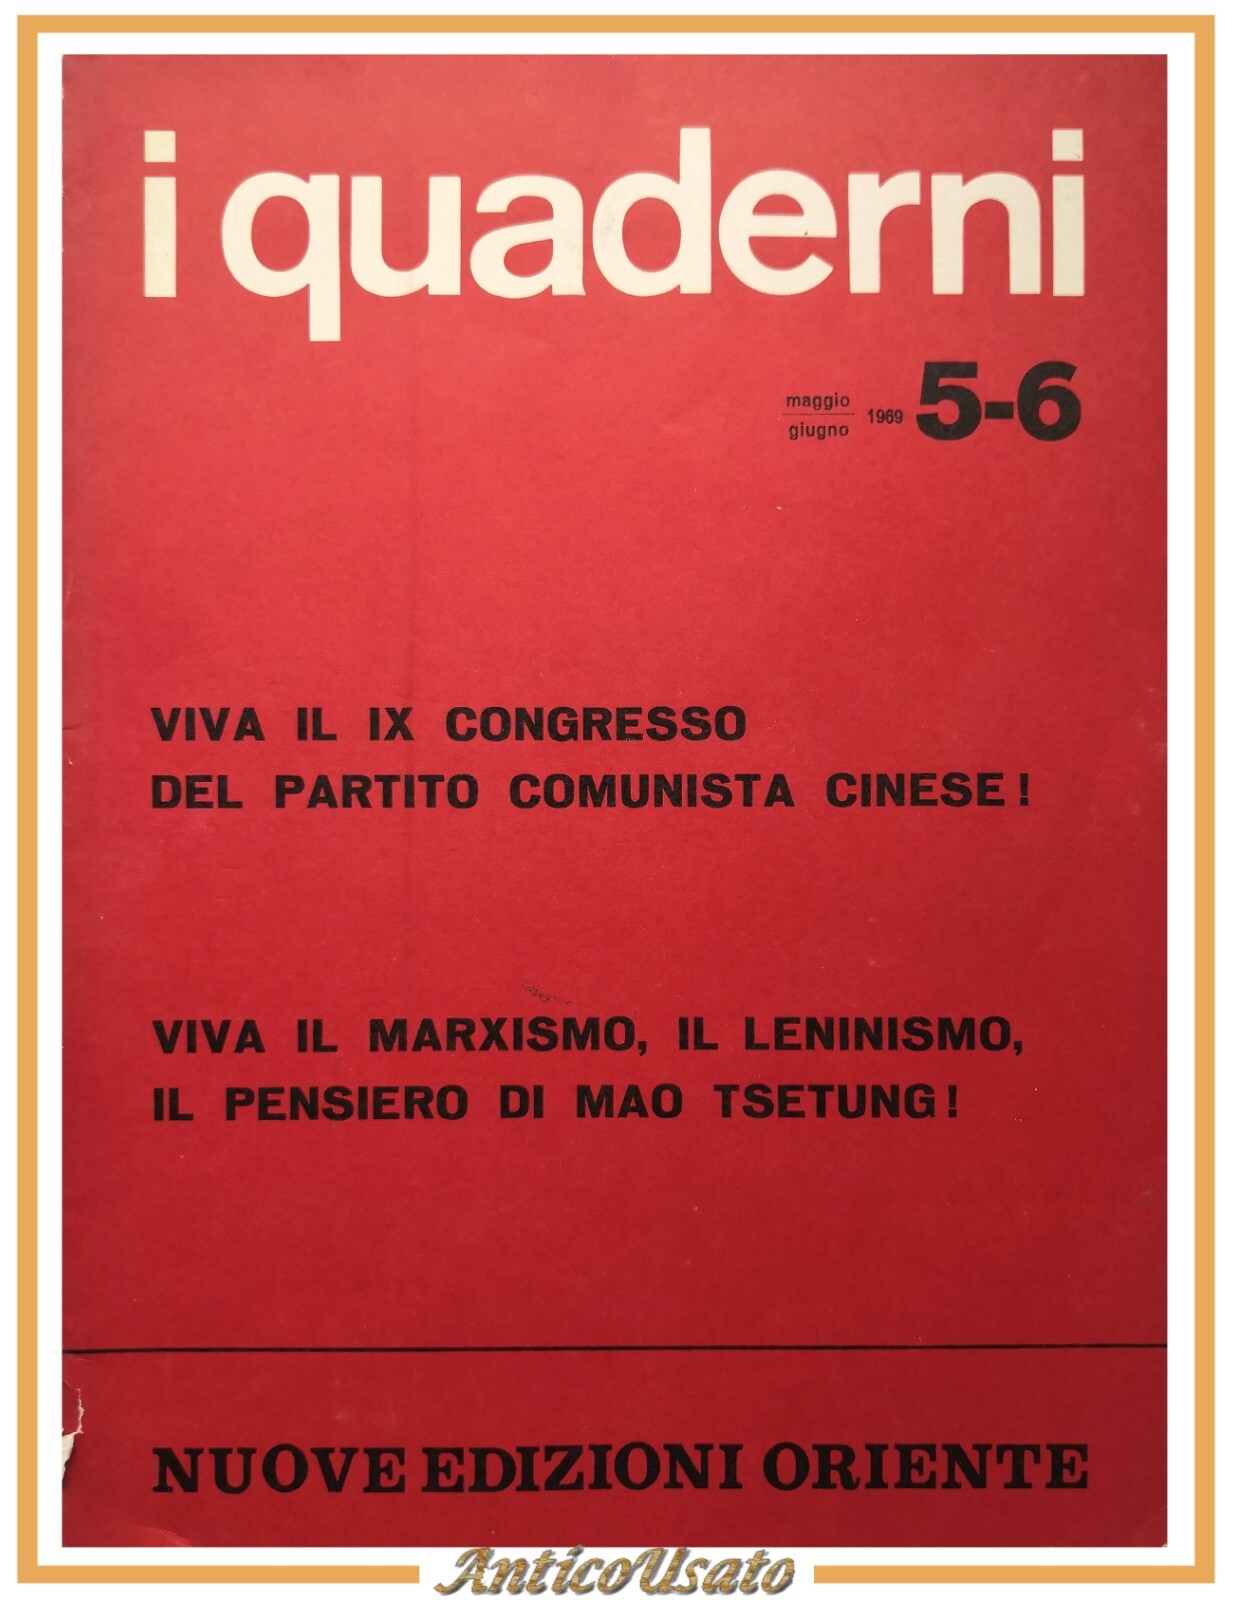 i quaderni
maggio
giugno
1969 5-6
VIVA IL IX CONGRESSO
DEL PARTITO COMUNISTA CINESE!
VIVA IL MARXISMO, IL LENINISMO,
IL PENSIERO DI MAO TSETUNG!
NUOVE EDIZIONI ORIENTE
AnticoUsato